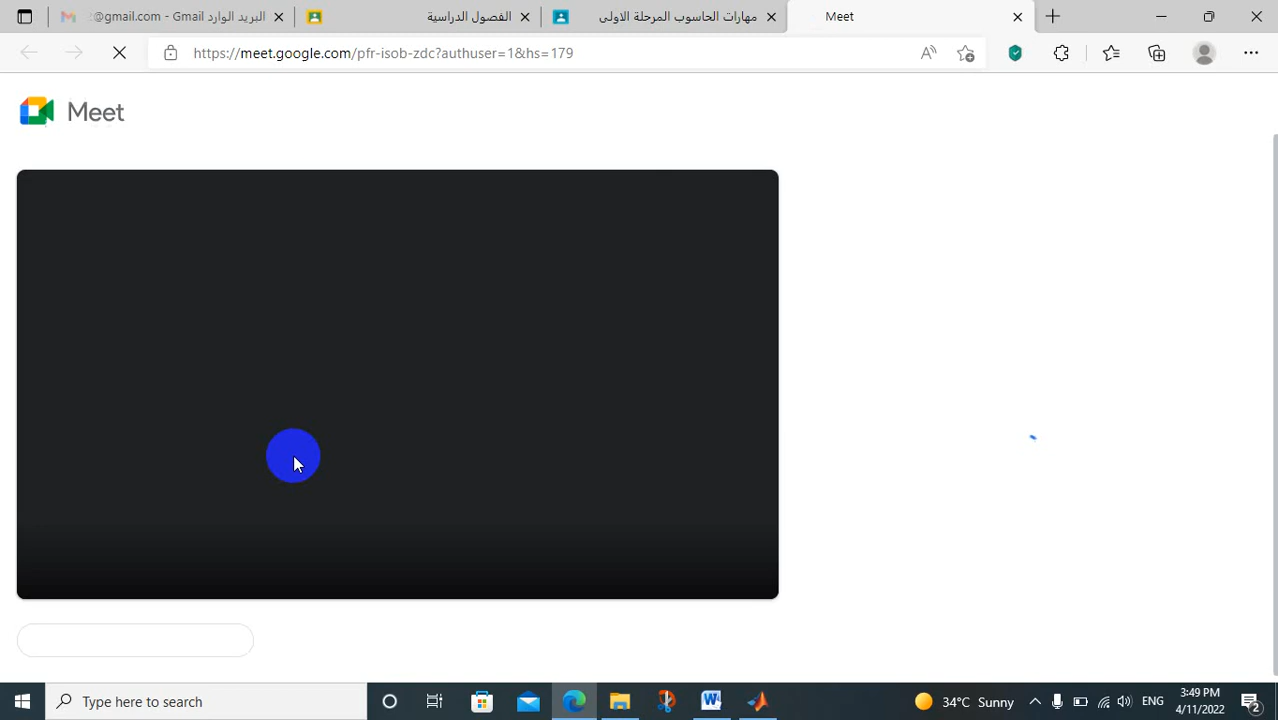 @gmail.com - Gmail البريد الوارد
الفصول الدراسية
مهارات الحاسوب المرحلة الاولى
Meet
https://meet.google.com/pfr-isob-zdc?authuser=1&hs=179
Meet
Type here to search
34°C Sunny
ENG
3:49 PM
4/11/2022
2